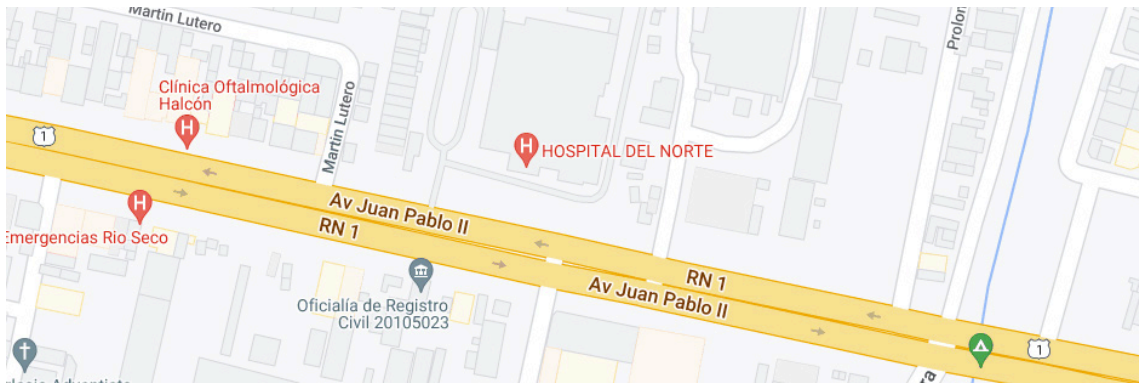 Martin Lutero
Clínica Oftalmológica
Halcón
1
Martin Lutero
HOSPITAL DEL NORTE
Prolon
Av Juan Pablo II
RN 1
Emergencias Rio Seco
RN 1
Av Juan Pablo II
Oficialía de Registro
Civil 20105023
1